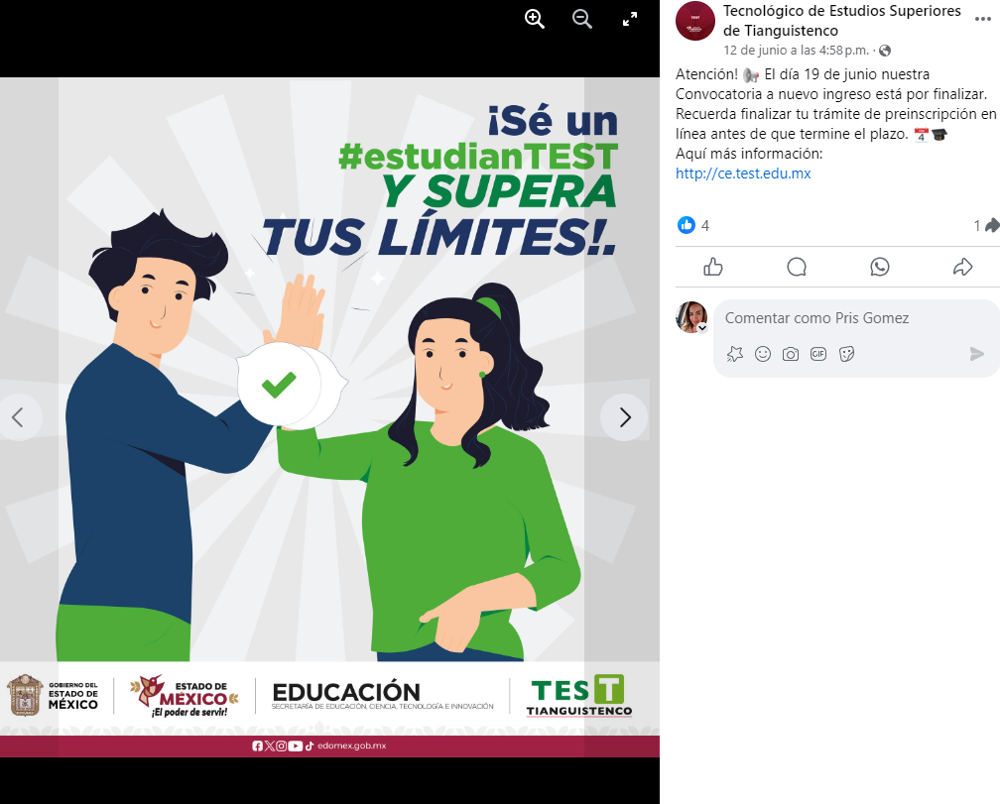 ¡Sé un
#estudianTEST
Y SUPERA
TUS LÍMITES!.
GOBIERNO DEL
ESTADO DE
MÉXICO
ESTADO DE
MÉXICO
¡El poder de servir!
EDUCACIÓN
SECRETARÍA DE EDUCACIÓN, CIENCIA, TECNOLOGÍA E INNOVACIÓN
TEST
TIANGUISTENCO
edomex.gob.mx
Tecnológico de Estudios Superiores
de Tianguistenco
12 de junio a las 4:58 p.m. ·
Atención! El día 19 de junio nuestra
Convocatoria a nuevo ingreso está por finalizar.
Recuerda finalizar tu trámite de preinscripción en
línea antes de que termine el plazo.
Aquí más información:
http://ce.test.edu.mx
4
1
Comentar como Pris Gomez
GIF